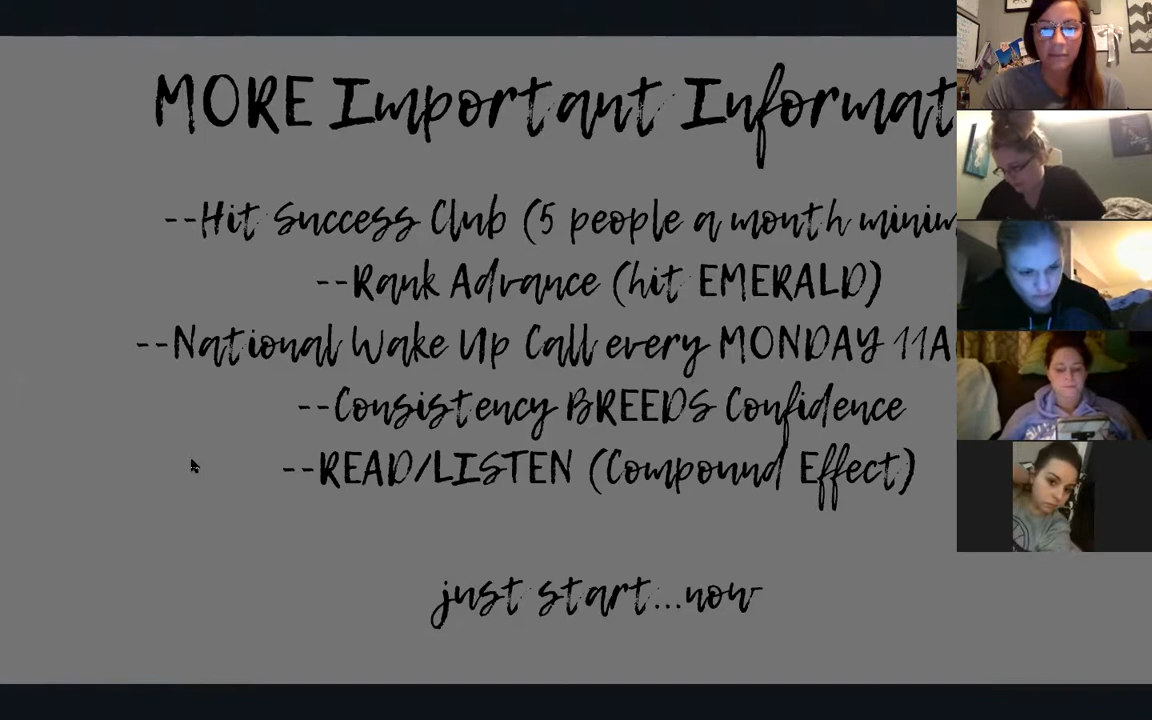 MORE Important Informat
--Hit Success Club (5 people a month minim
--Rank Advance (hit EMERALD)
--National Wake Up Call every MONDAY 11A
--Consistency BREEDS Confidence
--READ/LISTEN (Compound Effect)
just start...now